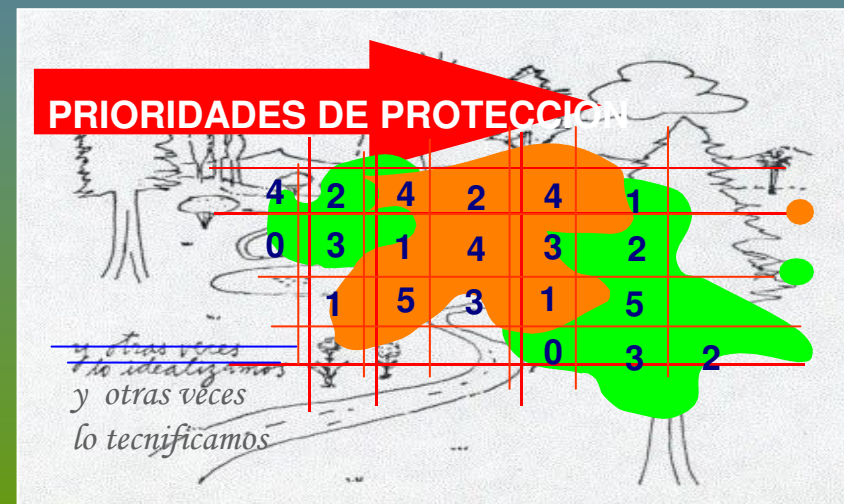 PRIORIDADES DE PROTECCION
4 2 4 2 4 1
0 3 1 4 3 2
1 5 3 1 5
0 3 2
y otras veces
lo idealizamos
y otras veces
lo tecnificamos